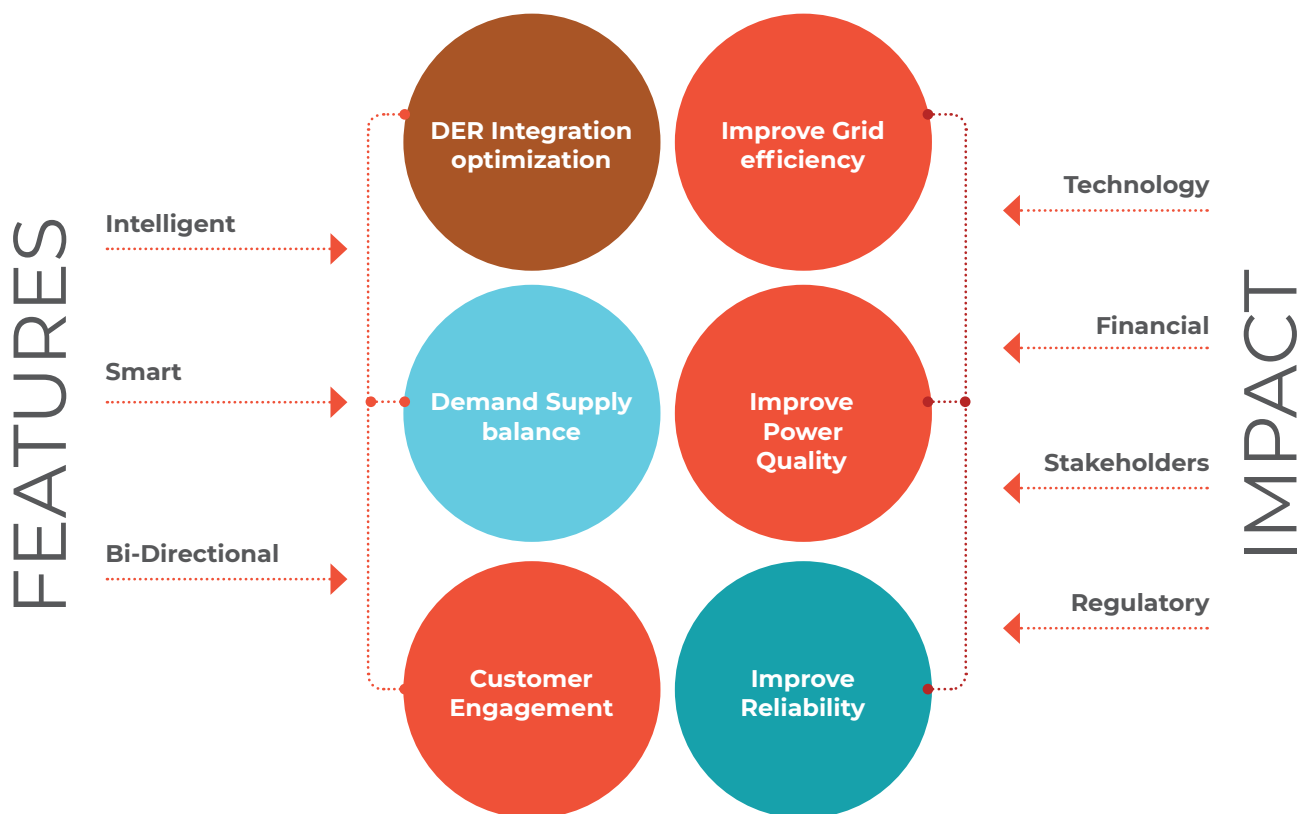 FEATURES
Intelligent
Smart
Bi-Directional
DER Integration
optimization
Improve Grid
efficiency
Demand Supply
balance
Improve
Power
Quality
Customer
Engagement
Improve
Reliability
Technology
Financial
Stakeholders
Regulatory
IMPACT